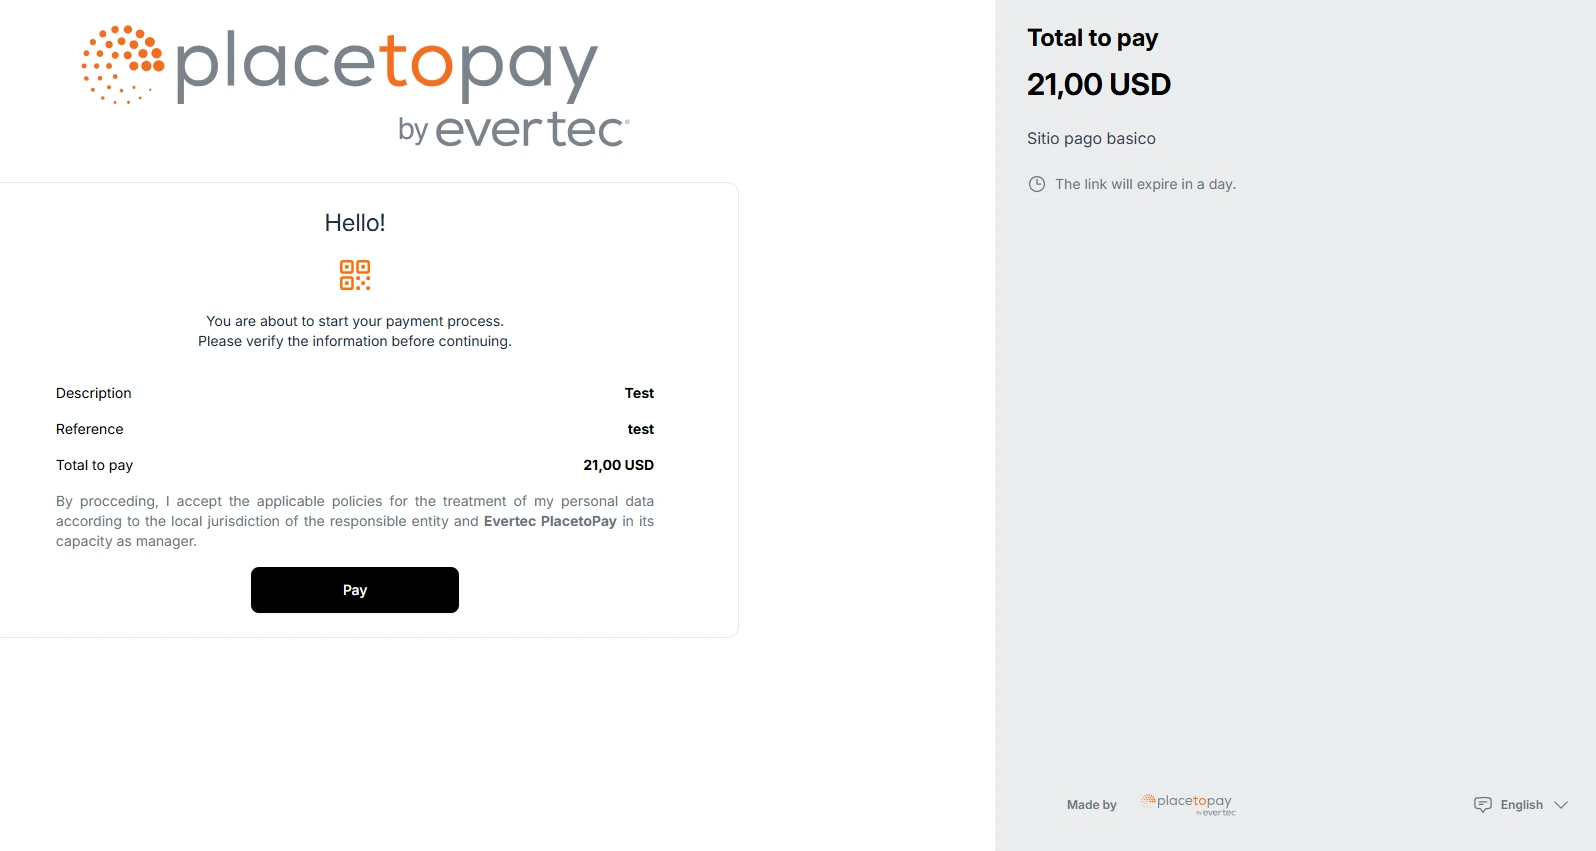 placetopay
by evertec®
Hello!
You are about to start your payment process.
Please verify the information before continuing.
Description Test
Reference test
Total to pay 21,00 USD
By procceding, I accept the applicable policies for the treatment of my personal data
according to the local jurisdiction of the responsible entity and Evertec PlacetoPay in its
capacity as manager.
Pay
Total to pay
21,00 USD
Sitio pago basico
The link will expire in a day.
Made by placetopay
by evertec
English